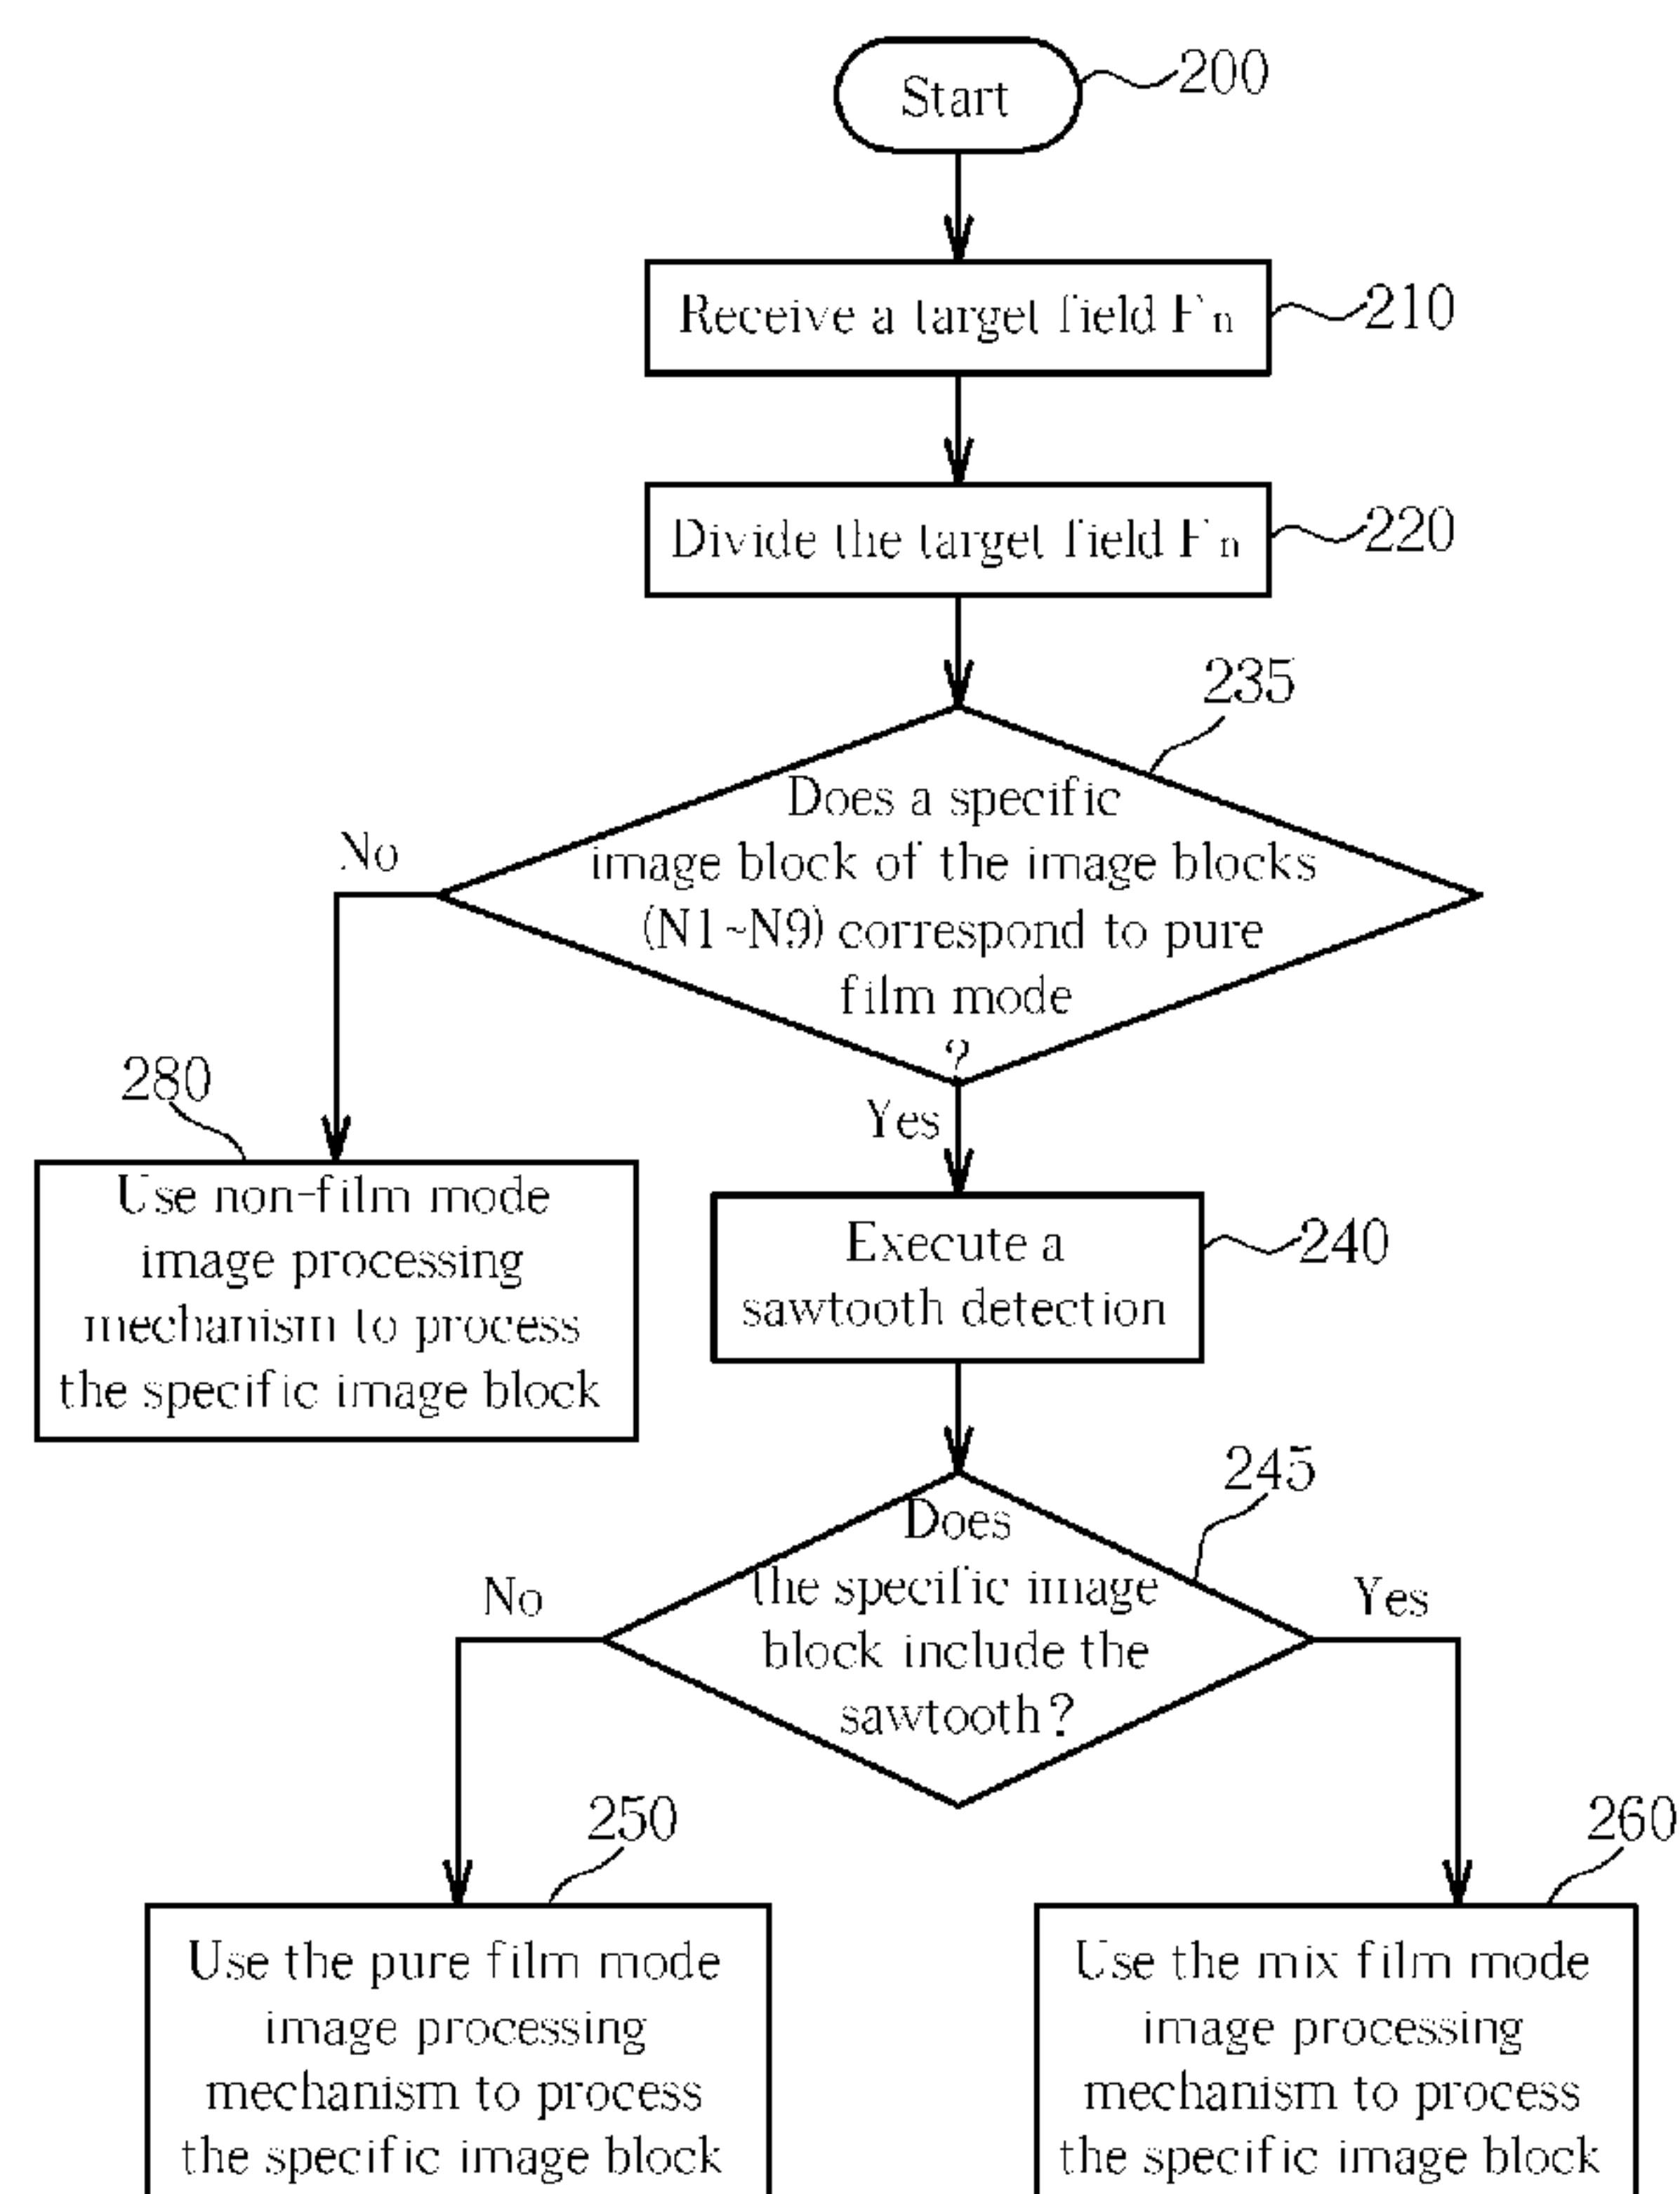 Start
200
Receive a target field Fn
210
Divide the target field Fn
220
235
Does a specific
image block of the image blocks
(N1~N9) correspond to pure
film mode
?
No
Yes
280
Use non-film mode
image processing
mechanism to process
the specific image block
Execute a
sawtooth detection
240
245
Does
the specific image
block include the
sawtooth?
No
Yes
250
Use the pure film mode
image processing
mechanism to process
the specific image block
260
Use the mix film mode
image processing
mechanism to process
the specific image block